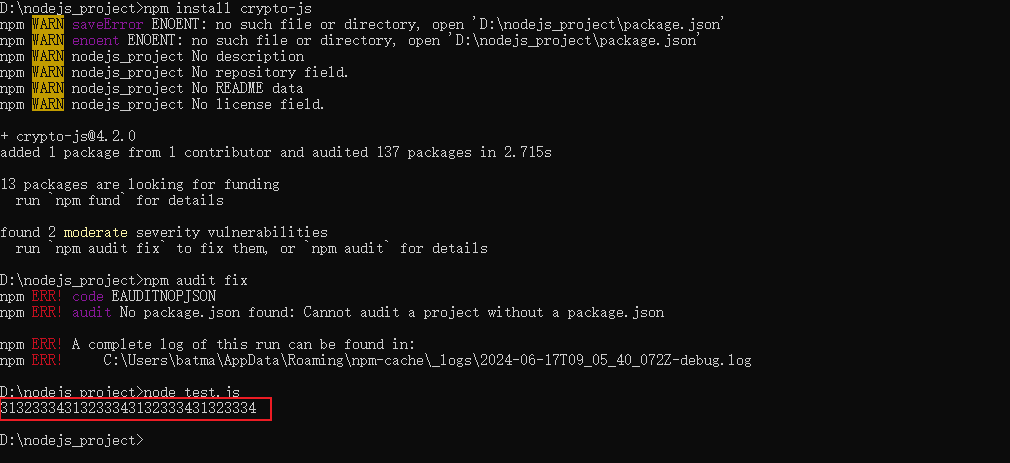 D:\nodejs_project>npm install crypto-js
npm WARN saveError ENOENT: no such file or directory, open 'D:\nodejs_project\package.json'
npm WARN enoent ENOENT: no such file or directory, open 'D:\nodejs_project\package.json'
npm WARN nodejs_project No description
npm WARN nodejs_project No repository field.
npm WARN nodejs_project No README data
npm WARN nodejs_project No license field.
+ crypto-js@4.2.0
added 1 package from 1 contributor and audited 137 packages in 2.715s
13 packages are looking for funding
run `npm fund` for details
found 2 moderate severity vulnerabilities
run `npm audit fix` to fix them, or `npm audit` for details
D:\nodejs_project>npm audit fix
npm ERR! code EAUDITNOPJSON
npm ERR! audit No package.json found: Cannot audit a project without a package.json
npm ERR! A complete log of this run can be found in:
npm ERR!     C:\Users\batma\AppData\Roaming\npm-cache\_logs\2024-06-17T09_05_40_072Z-debug.log
D:\nodejs_project>node test.js
31323334313233343132333431323334
D:\nodejs_project>